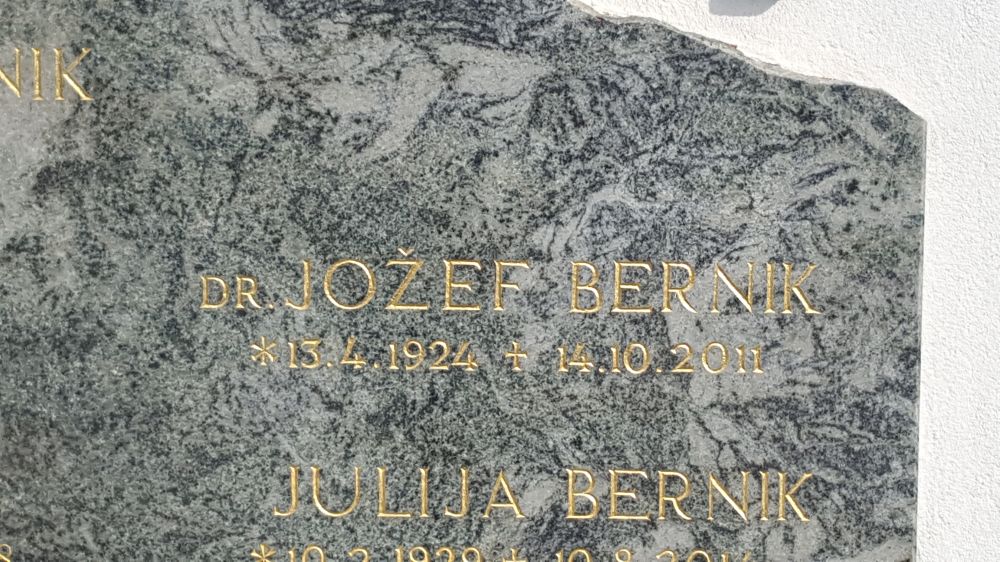 NIK
DR. JOŽEF BERNIK
*13.4.1924 + 14.10.2011
JULIJA BERNIK